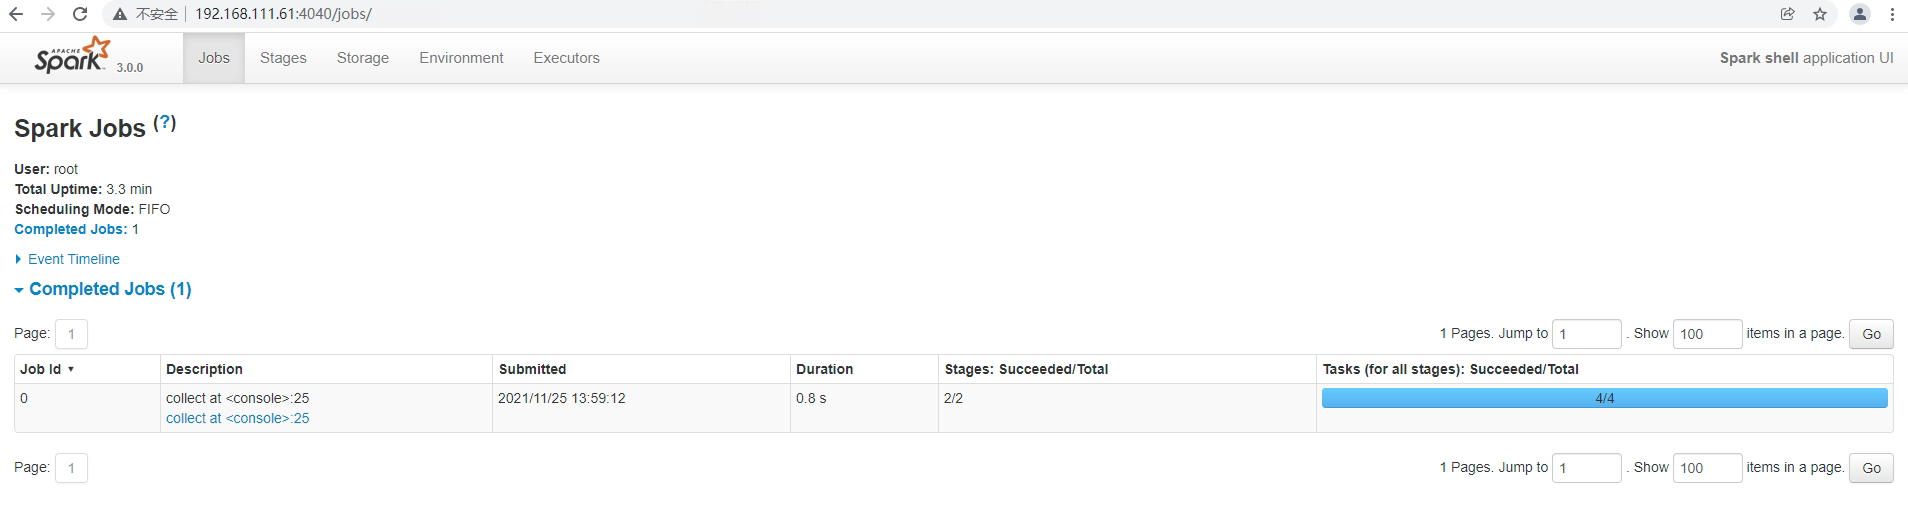 不安全 192.168.111.61:4040/jobs/
APACHE Spark 3.0.0 Jobs Stages Storage Environment Executors Spark shell application UI
Spark Jobs (?)
User: root
Total Uptime: 3.3 min
Scheduling Mode: FIFO
Completed Jobs: 1
Event Timeline
Completed Jobs (1)
Page: 1 1 Pages. Jump to 1 . Show 100 items in a page. Go
Job Id ▾ Description Submitted Duration Stages: Succeeded/Total Tasks (for all stages): Succeeded/Total
0 collect at <console>:25 2021/11/25 13:59:12 0.8 s 2/2 4/4
collect at <console>:25
Page: 1 1 Pages. Jump to 1 . Show 100 items in a page. Go